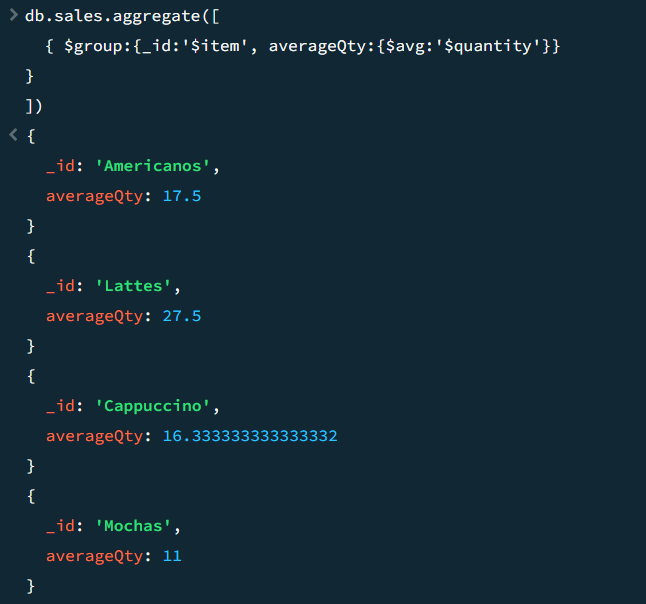 db.sales.aggregate([
{ $group:{_id:'$item', averageQty:{$avg:'$quantity'}}
}
])
{
_id: 'Americanos',
averageQty: 17.5
}
{
_id: 'Lattes',
averageQty: 27.5
}
{
_id: 'Cappuccino',
averageQty: 16.333333333333332
}
{
_id: 'Mochas',
averageQty: 11
}